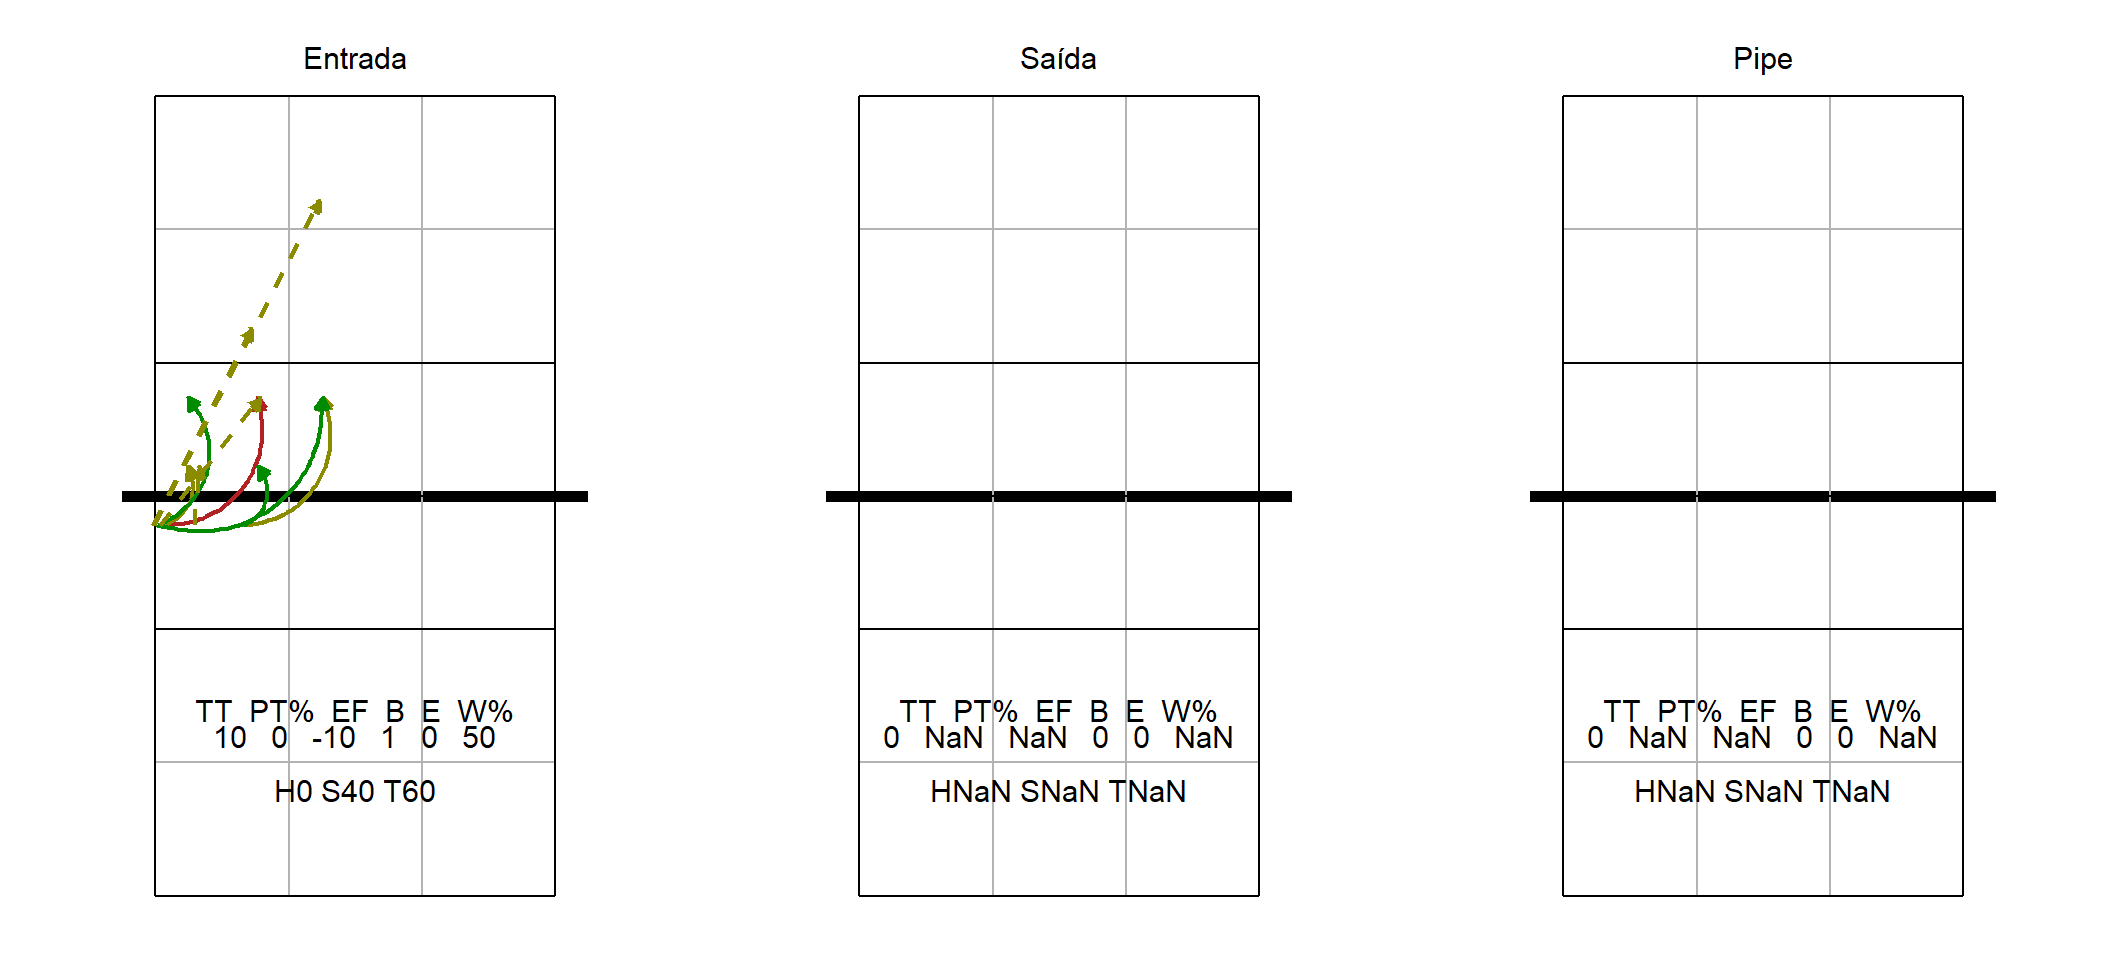 Entrada
TT PT% EF B E W%
10 0 -10 1 0 50
H0 S40 T60
Saída
TT PT% EF B E W%
0 NaN NaN 0 0 NaN
HNaN SNaN TNaN
Pipe
TT PT% EF B E W%
0 NaN NaN 0 0 NaN
HNaN SNaN TNaN